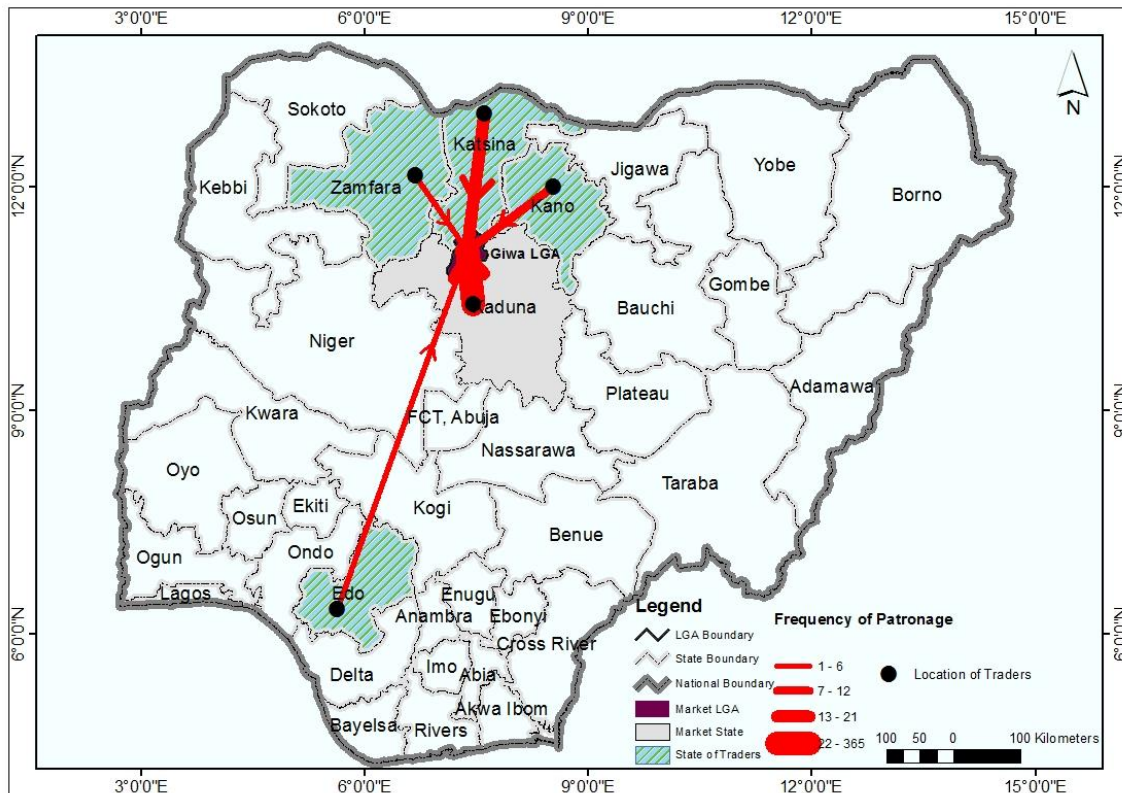 3°0'0"E 6°0'0"E 9°0'0"E 12°0'0"E 15°0'0"E
N
Sokoto
Katsina
Yobe
Jigawa
Borno
12°0'0"N
12°0'0"N
Kebbi
Zamfara
Kano
Giwa LGA
Gombe
Kaduna
Bauchi
Niger
Adamawa
Plateau
9°0'0"N
9°0'0"N
Kwara
FCT, Abuja
Nassarawa
Oyo
Taraba
Ekiti
Kogi
Osun
Benue
Ondo
Ogun
Lagos
Edo
Enugu
Anambra
Ebonyi
Cross River
6°0'0"N
6°0'0"N
Delta
Imo
Abia
Akwa Ibom
Bayelsa
Rivers
Legend
LGA Boundary
State Boundary
National Boundary
Market LGA
Market State
State of Traders
Frequency of Patronage
1 - 6
7 - 12
13 - 21
22 - 365
Location of Traders
100 50 0 100 Kilometers
3°0'0"E 6°0'0"E 9°0'0"E 12°0'0"E 15°0'0"E